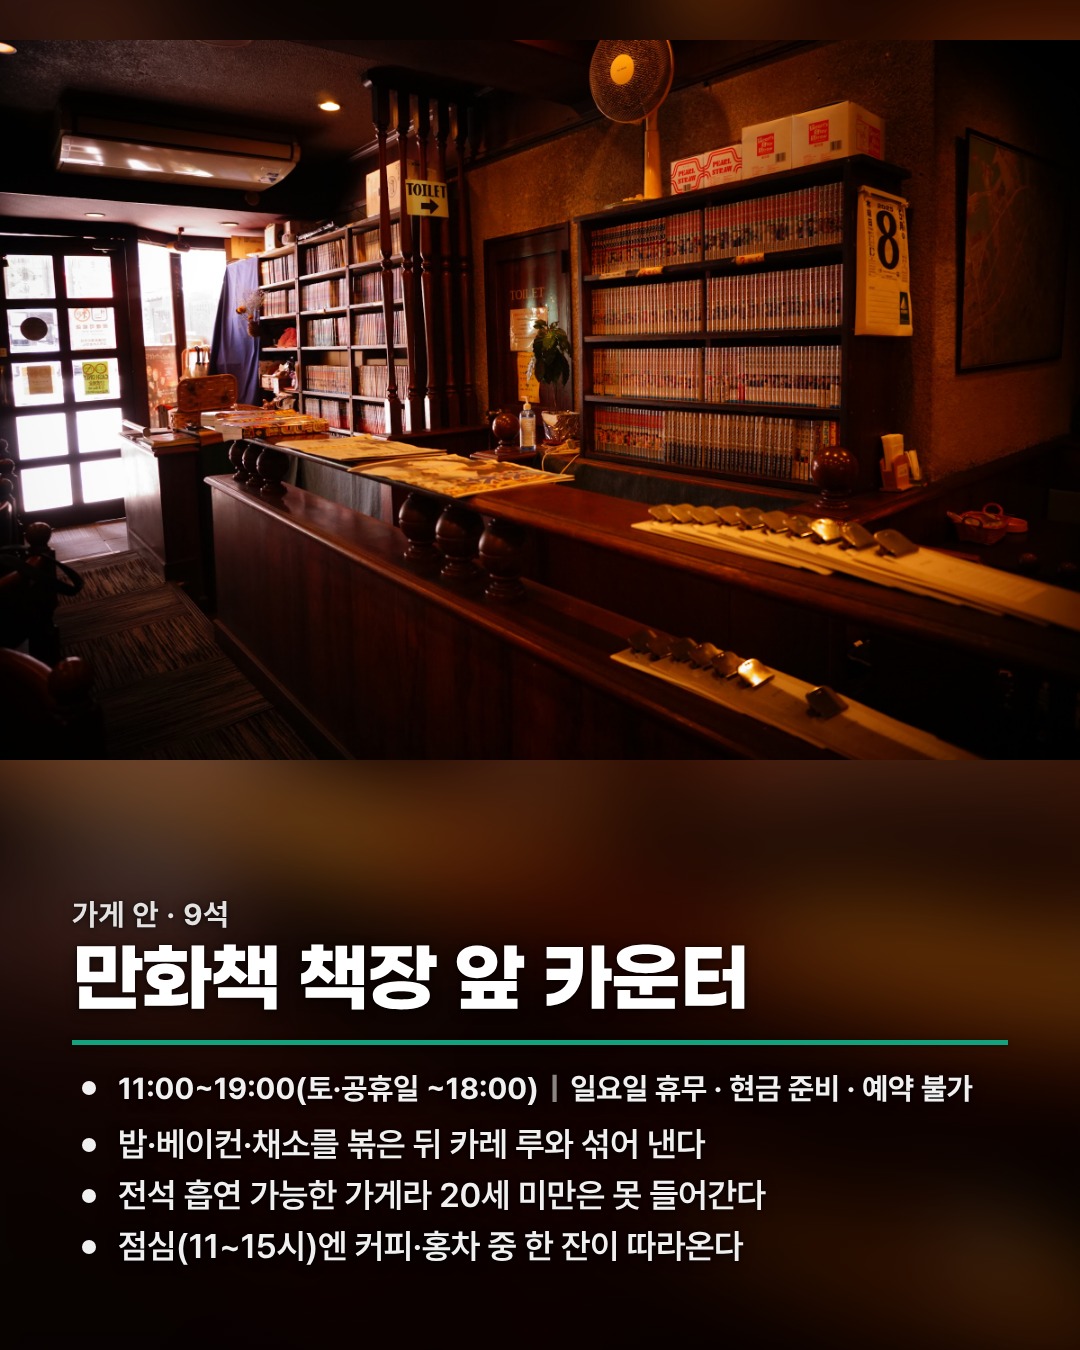 TOILET
TOILET
PEARL
STRAW
PEARL
STRAW
8
가게 안 · 9석
만화책 책장 앞 카운터
• 11:00~19:00(토·공휴일 ~18:00) | 일요일 휴무 · 현금 준비 · 예약 불가
• 밥·베이컨·채소를 볶은 뒤 카레 루와 섞어 낸다
• 전석 흡연 가능한 가게라 20세 미만은 못 들어간다
• 점심(11~15시)엔 커피·홍차 중 한 잔이 따라온다